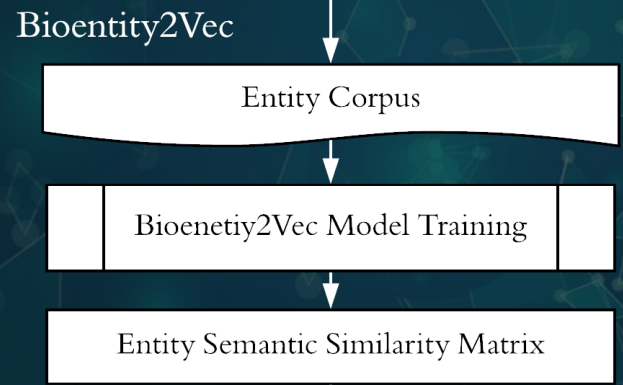 Bioentity2Vec
Entity Corpus
Bioenetiy2Vec Model Training
Entity Semantic Similarity Matrix